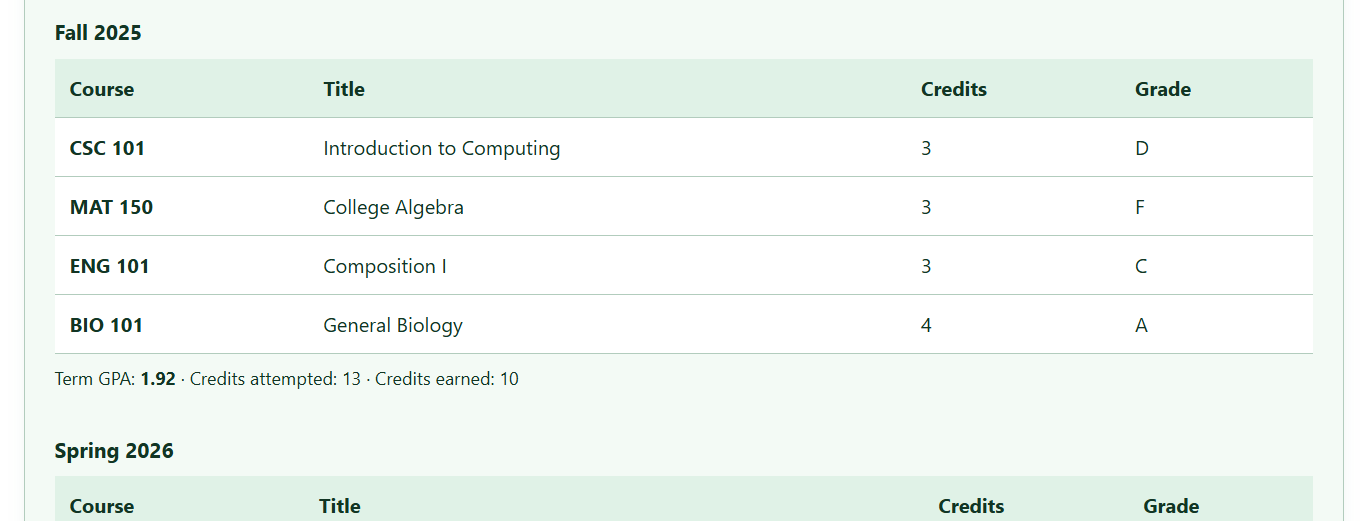 Fall 2025
Course Title Credits Grade
CSC 101 Introduction to Computing 3 D
MAT 150 College Algebra 3 F
ENG 101 Composition I 3 C
BIO 101 General Biology 4 A
Term GPA: 1.92 · Credits attempted: 13 · Credits earned: 10
Spring 2026
Course Title Credits Grade